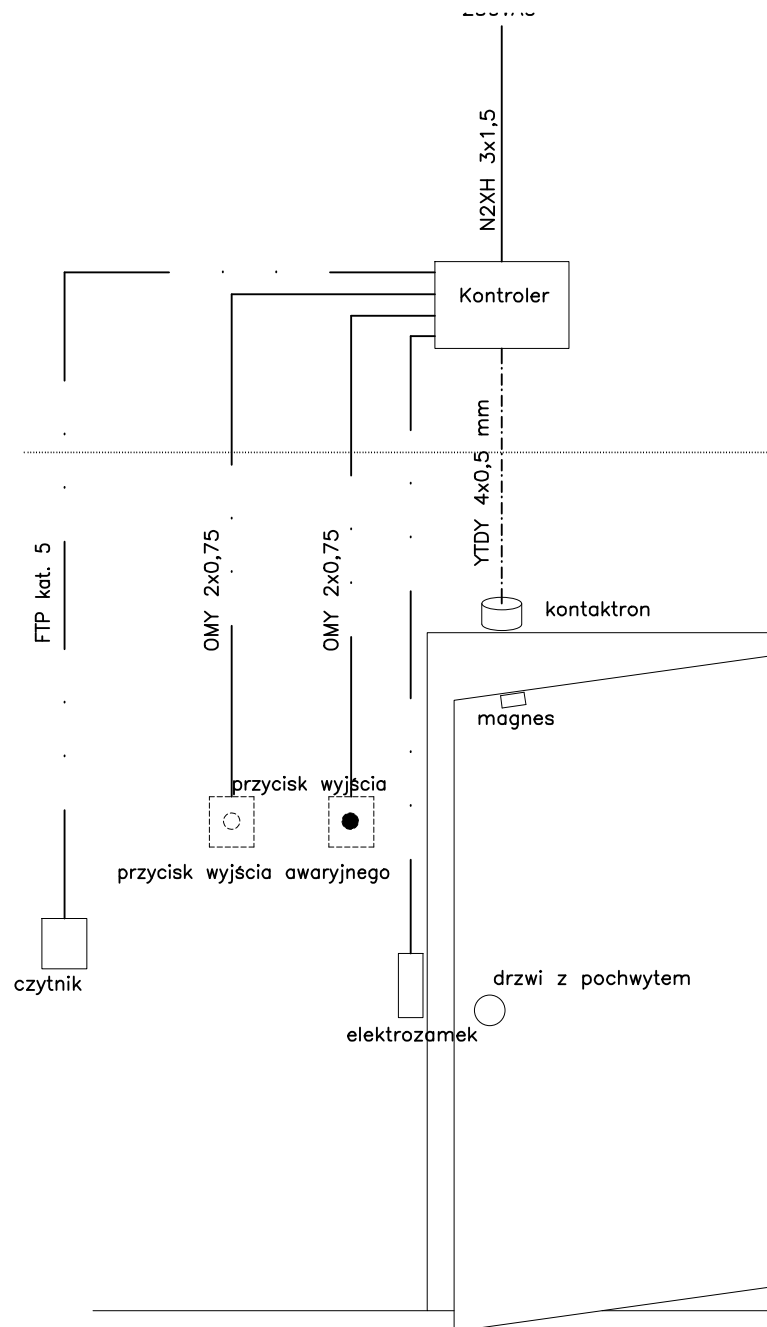 N2XH 3x1,5
Kontroler
YTDY 4x0,5 mm
FTP kat. 5
OMY 2x0,75
OMY 2x0,75
kontaktron
magnes
przycisk wyjścia
przycisk wyjścia awaryjnego
drzwi z pochwytem
czytnik
elektrozamek